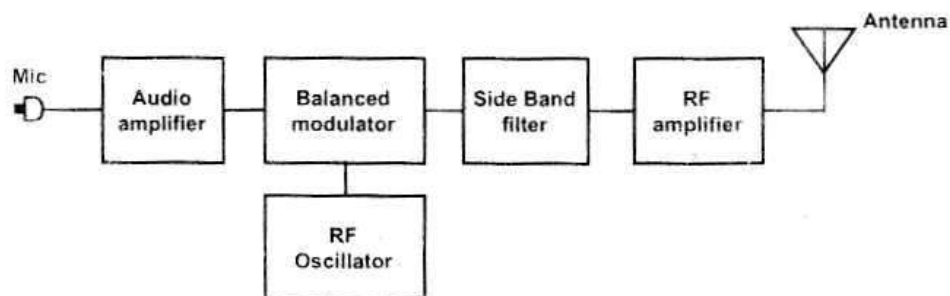 Antenna
Mic
Audio
amplifier
Balanced
modulator
Side Band
filter
RF
amplifier
RF
Oscillator